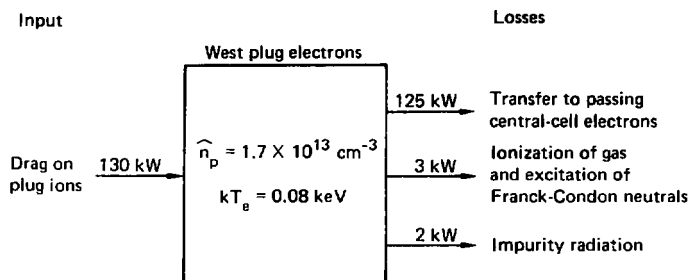 Input
Losses
West plug electrons
Drag on
plug ions
130 kW
n̂p = 1.7 X 10¹³ cm⁻³
kTe = 0.08 keV
125 kW
Transfer to passing
central-cell electrons
3 kW
Ionization of gas
and excitation of
Franck-Condon neutrals
2 kW
Impurity radiation